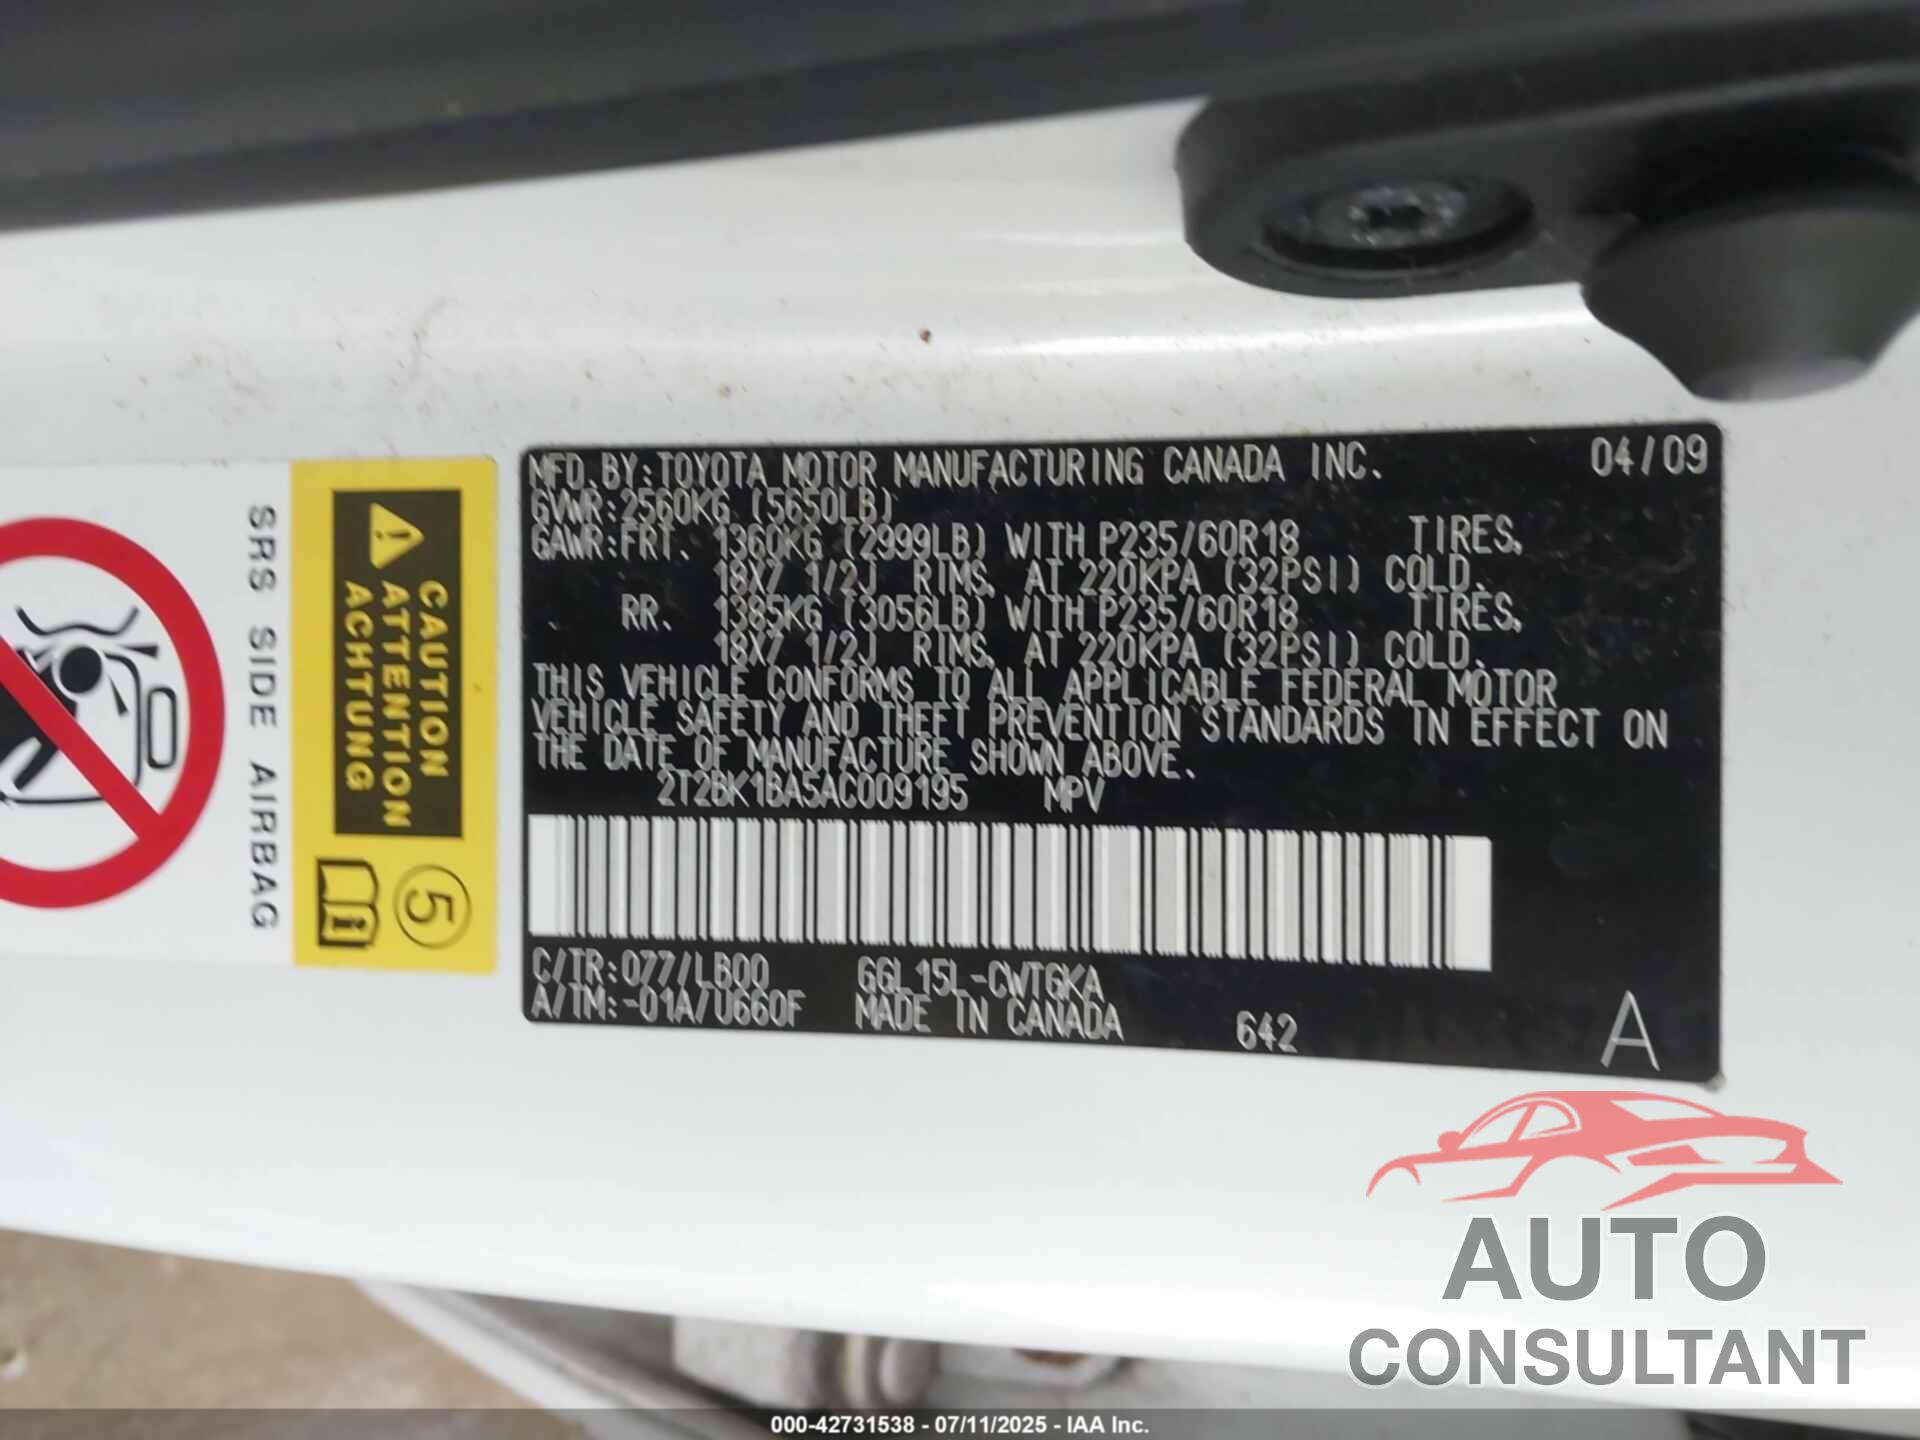 MFD.BY:TOYOTA MOTOR MANUFACTURING CANADA INC. 04/09
GVWR:2560KG (5650LB)
GAWR:FRT. 1360KG (2999LB) WITH P235/60R18 TIRES,
18X7 1/2J RIMS, AT 220KPA (32PSI) COLD.
RR. 1385KG (3056LB) WITH P235/60R18 TIRES,
18X7 1/2J RIMS, AT 220KPA (32PSI) COLD.
THIS VEHICLE CONFORMS TO ALL APPLICABLE FEDERAL MOTOR
VEHICLE SAFETY AND THEFT PREVENTION STANDARDS IN EFFECT ON
THE DATE OF MANUFACTURE SHOWN ABOVE.
2T2BK1BA5AC009195 MPV
C/TR:077/LB00 GGL15L-CWTGKA
A/TM:-01A/U660F MADE IN CANADA 642 A
CAUTION
ATTENTION
ACHTUNG
5
SRS SIDE AIRBAG
AUTO
CONSULTANT
000-42731538 - 07/11/2025 - IAA Inc.